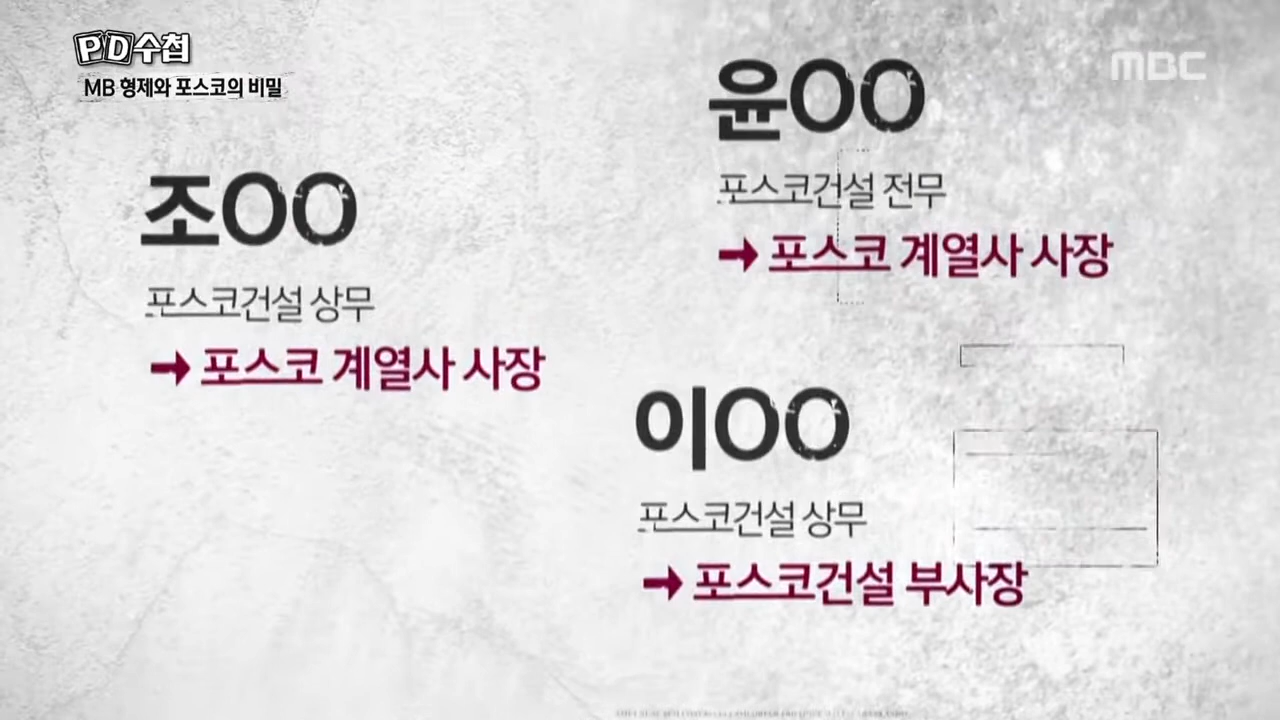 PD수첩
MB 형제와 포스코의 비밀
MBC
조OO
포스코건설 상무
→ 포스코 계열사 사장
윤OO
포스코건설 전무
→ 포스코 계열사 사장
이OO
포스코건설 상무
→ 포스코건설 부사장